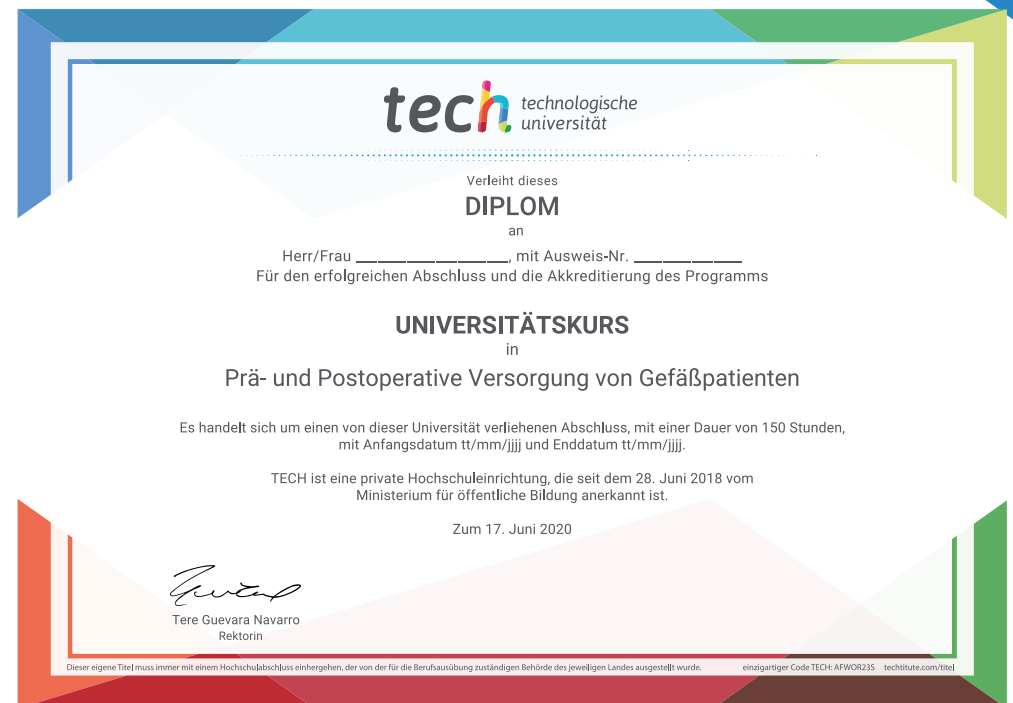 tech technologische
universität
Verleiht dieses
DIPLOM
an
Herr/Frau ____________________, mit Ausweis-Nr. ______________
Für den erfolgreichen Abschluss und die Akkreditierung des Programms
UNIVERSITÄTSKURS
in
Prä- und Postoperative Versorgung von Gefäßpatienten
Es handelt sich um einen von dieser Universität verliehenen Abschluss, mit einer Dauer von 150 Stunden,
mit Anfangsdatum tt/mm/jjjj und Enddatum tt/mm/jjjj.
TECH ist eine private Hochschuleinrichtung, die seit dem 28. Juni 2018 vom
Ministerium für öffentliche Bildung anerkannt ist.
Zum 17. Juni 2020
Tere Guevara Navarro
Rektorin
Dieser eigene Titel muss immer mit einem Hochschulabschluss einhergehen, der von der für die Berufsausübung zuständigen Behörde des jeweiligen Landes ausgestellt wurde. einzigartiger Code TECH: AFWOR23S techtitute.com/titel